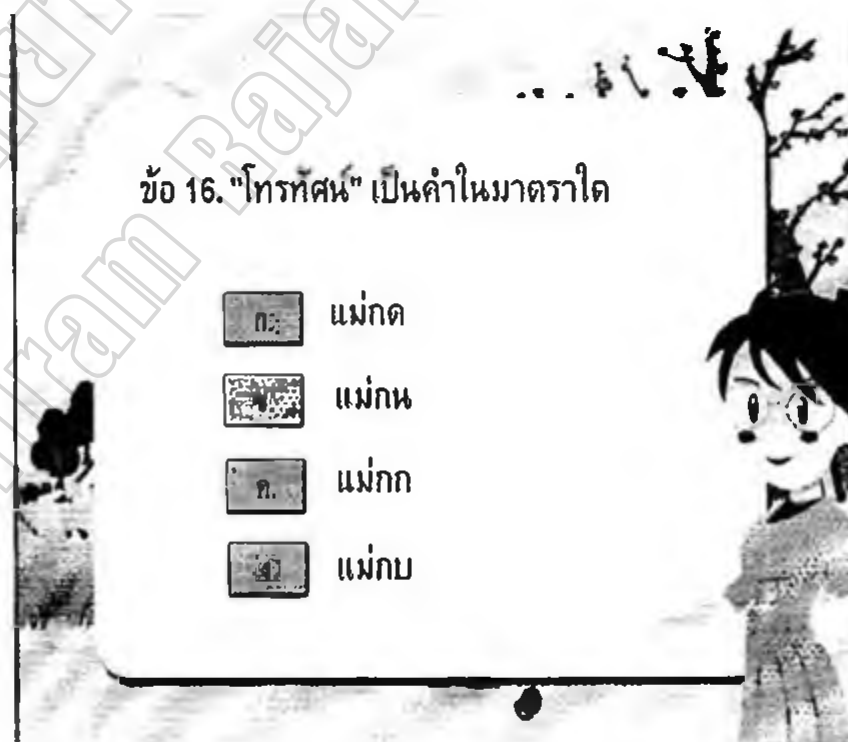 ข้อ 16. "โทรทัศน์" เป็นคำในมาตราใด
แม่กด
แม่กน
ค. แม่กก
แม่กบ